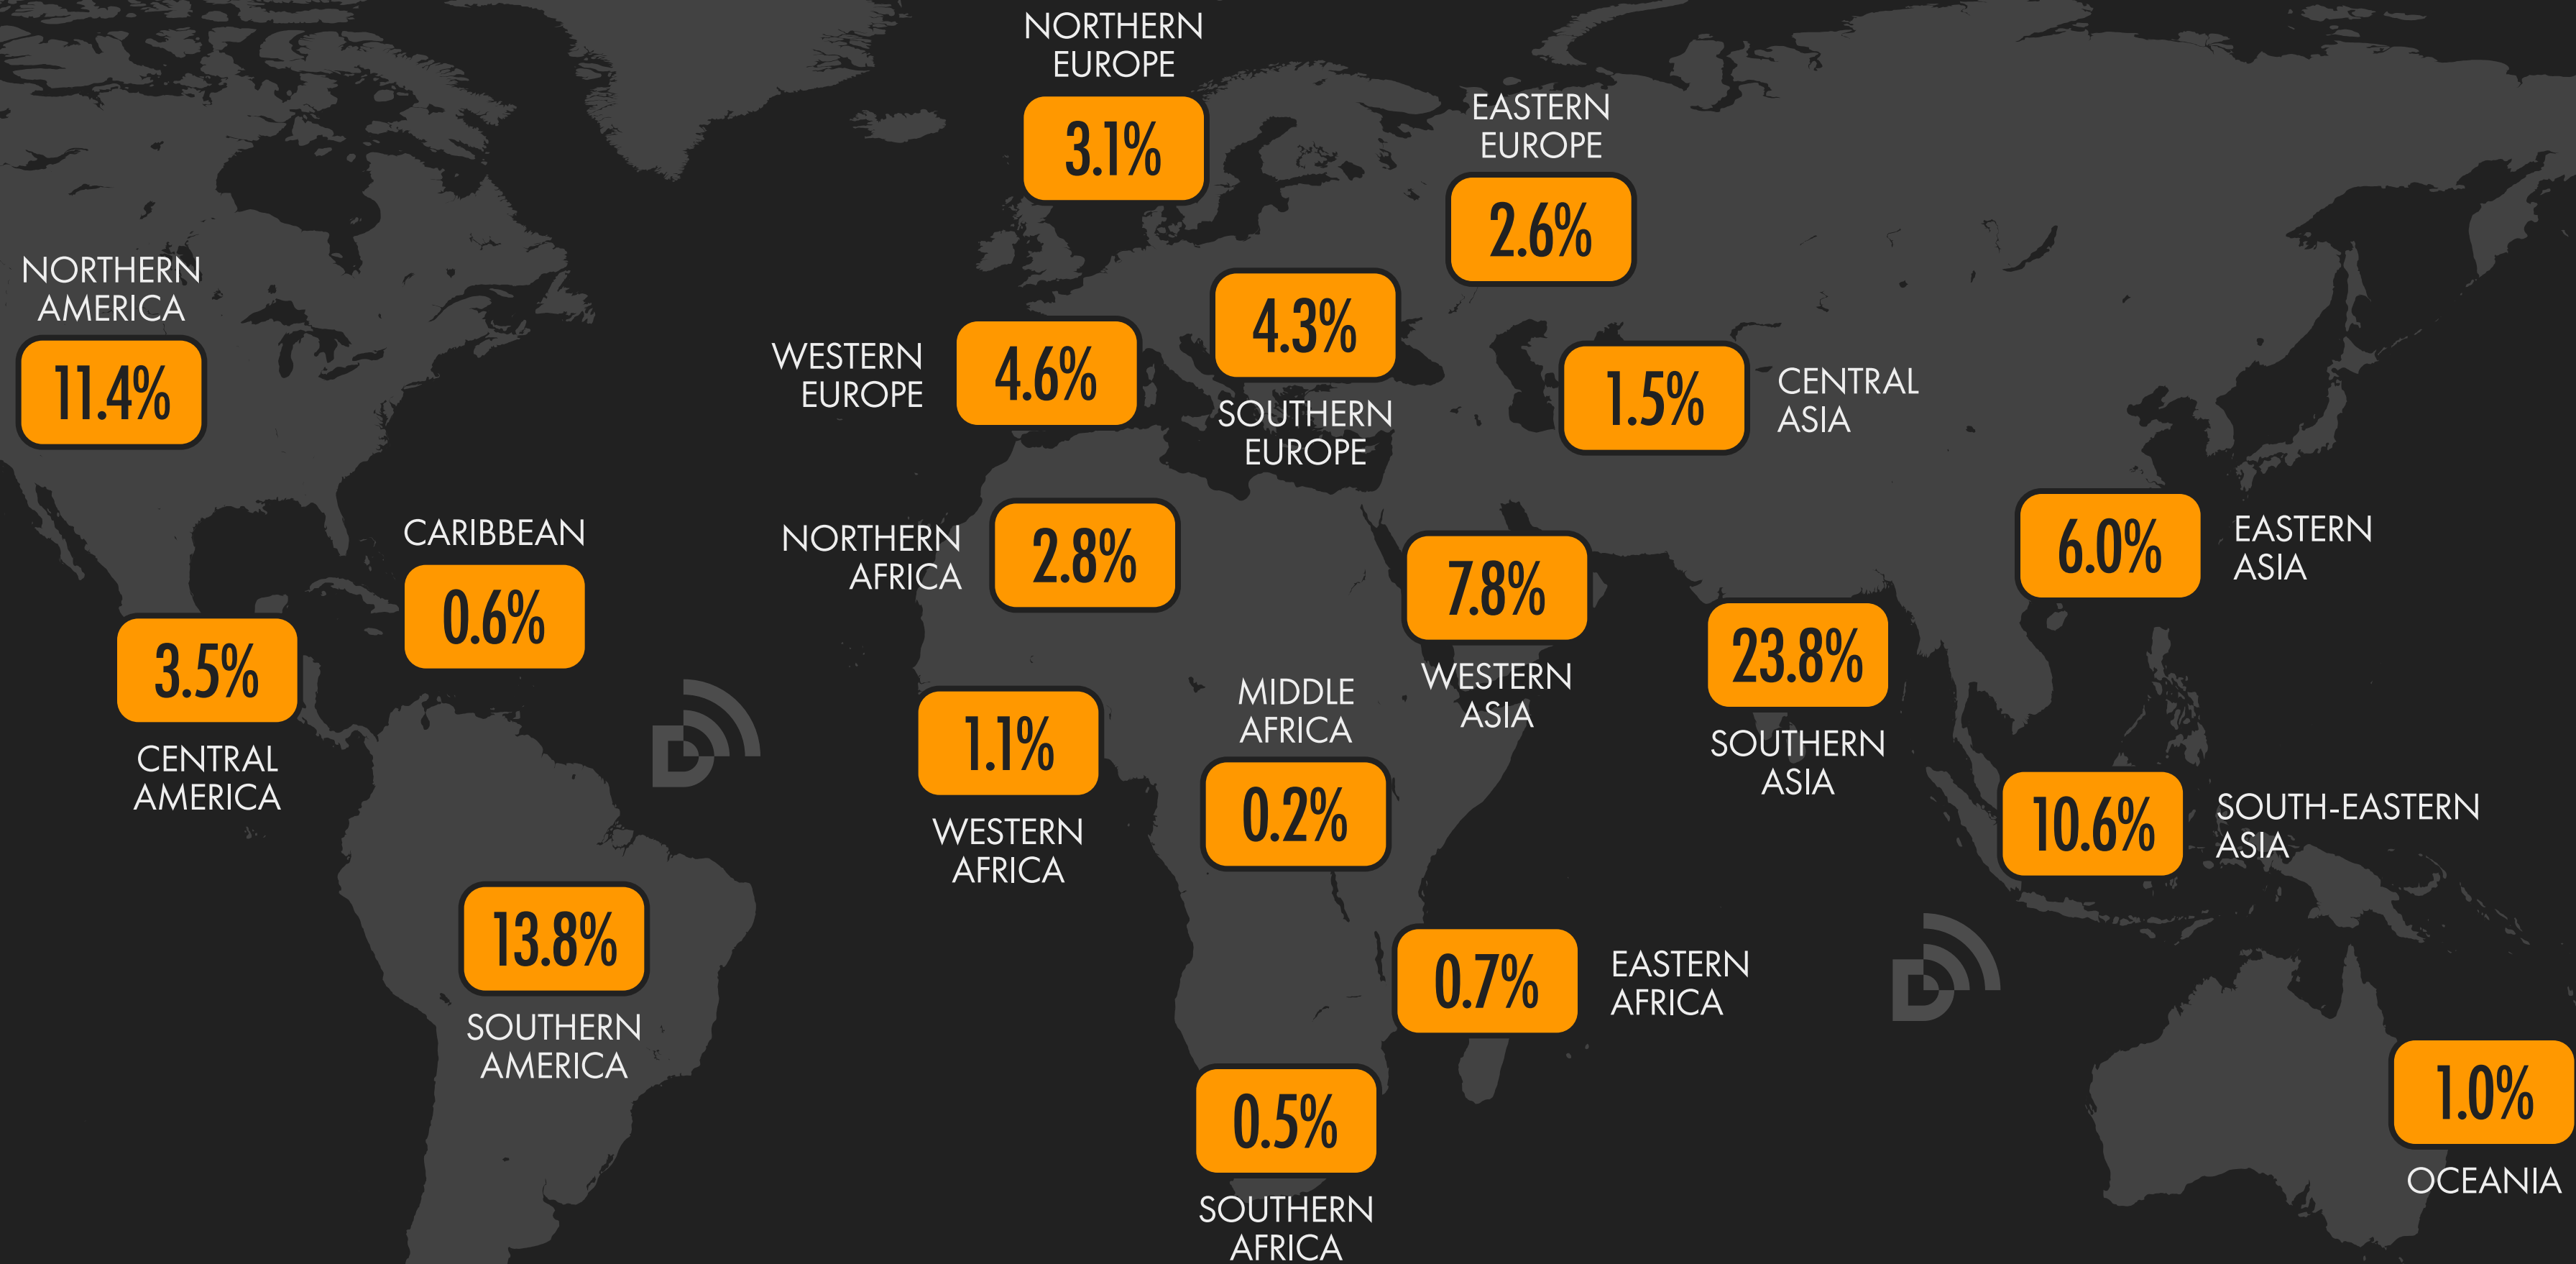 NORTHERN
EUROPE
3.1%
EASTERN
EUROPE
2.6%
NORTHERN
AMERICA
11.4%
WESTERN
EUROPE
4.6%
4.3%
SOUTHERN
EUROPE
1.5%
CENTRAL
ASIA
CARIBBEAN
0.6%
NORTHERN
AFRICA
2.8%
7.8%
WESTERN
ASIA
6.0%
EASTERN
ASIA
3.5%
CENTRAL
AMERICA
23.8%
SOUTHERN
ASIA
1.1%
WESTERN
AFRICA
MIDDLE
AFRICA
0.2%
10.6%
SOUTH-EASTERN
ASIA
13.8%
SOUTHERN
AMERICA
0.7%
EASTERN
AFRICA
0.5%
SOUTHERN
AFRICA
1.0%
OCEANIA